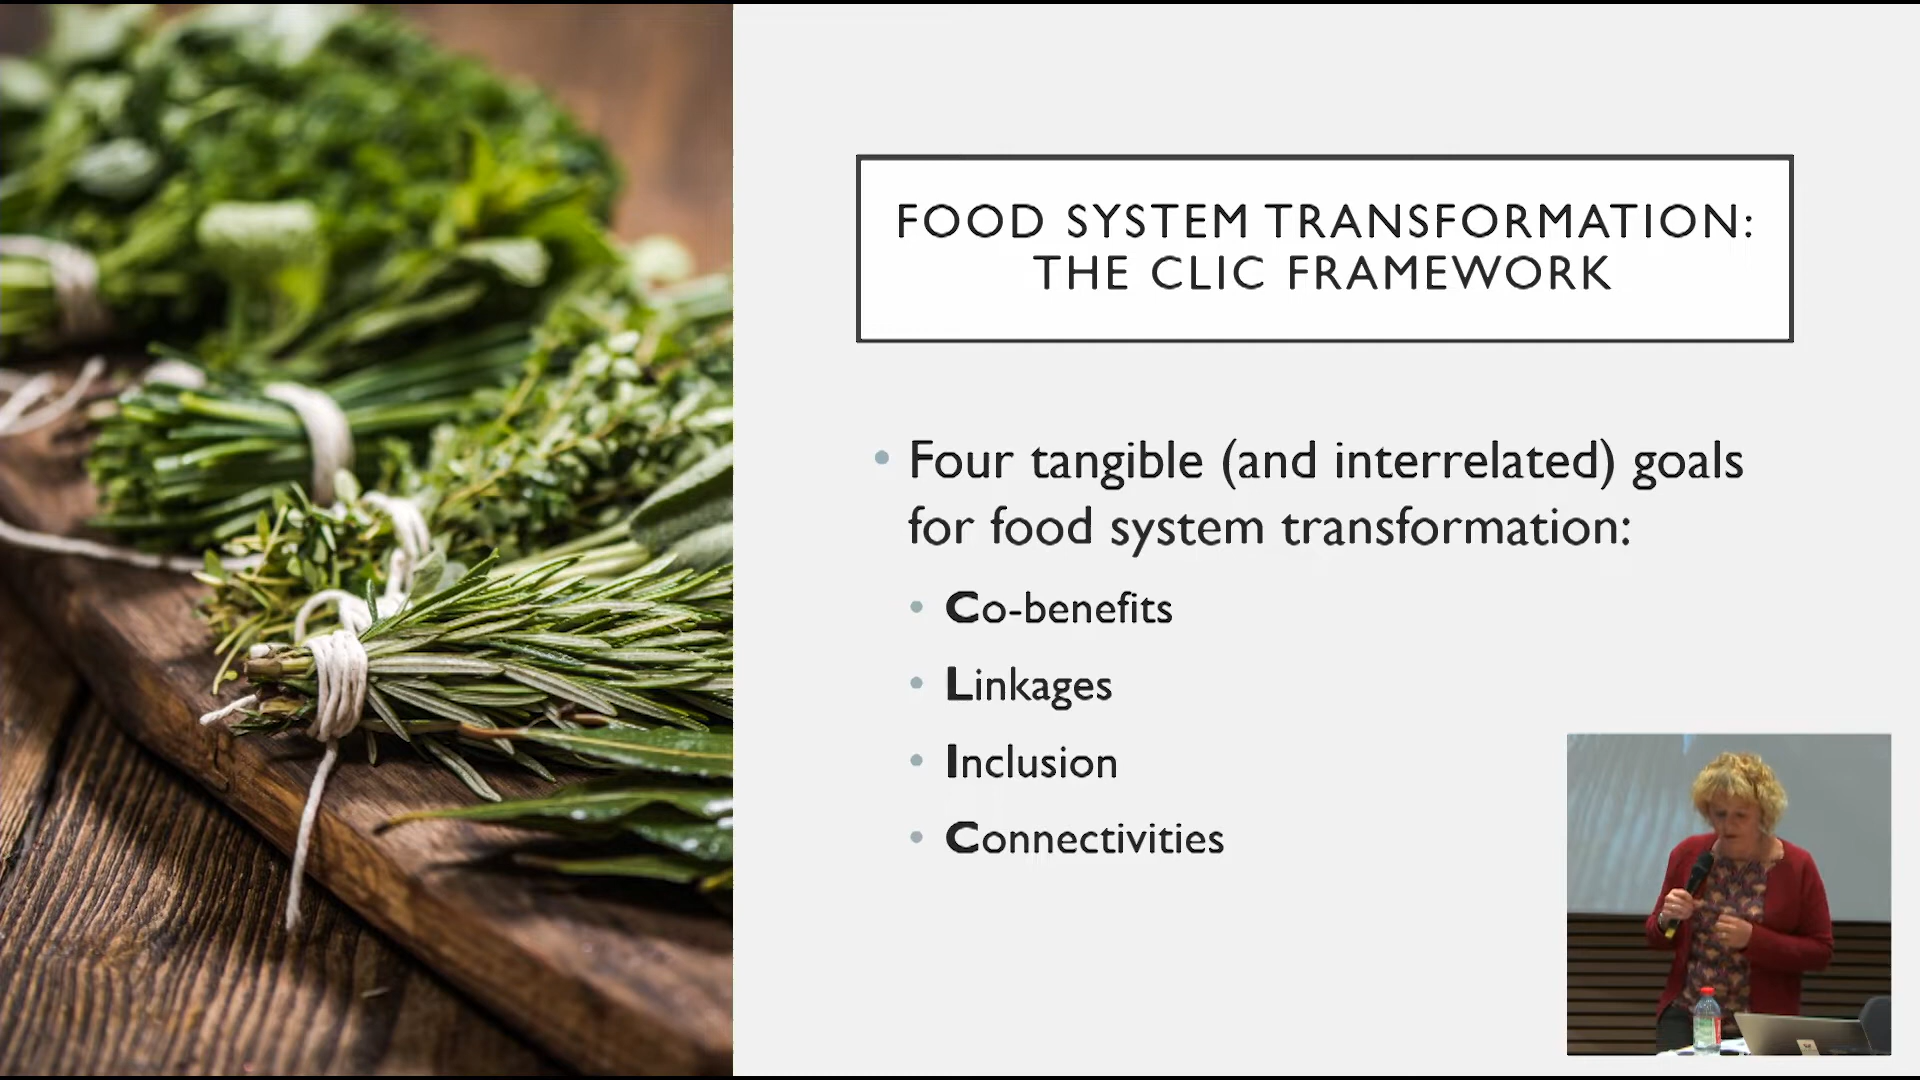 FOOD SYSTEM TRANSFORMATION:
THE CLIC FRAMEWORK
• Four tangible (and interrelated) goals
for food system transformation:
• Co-benefits
• Linkages
• Inclusion
• Connectivities